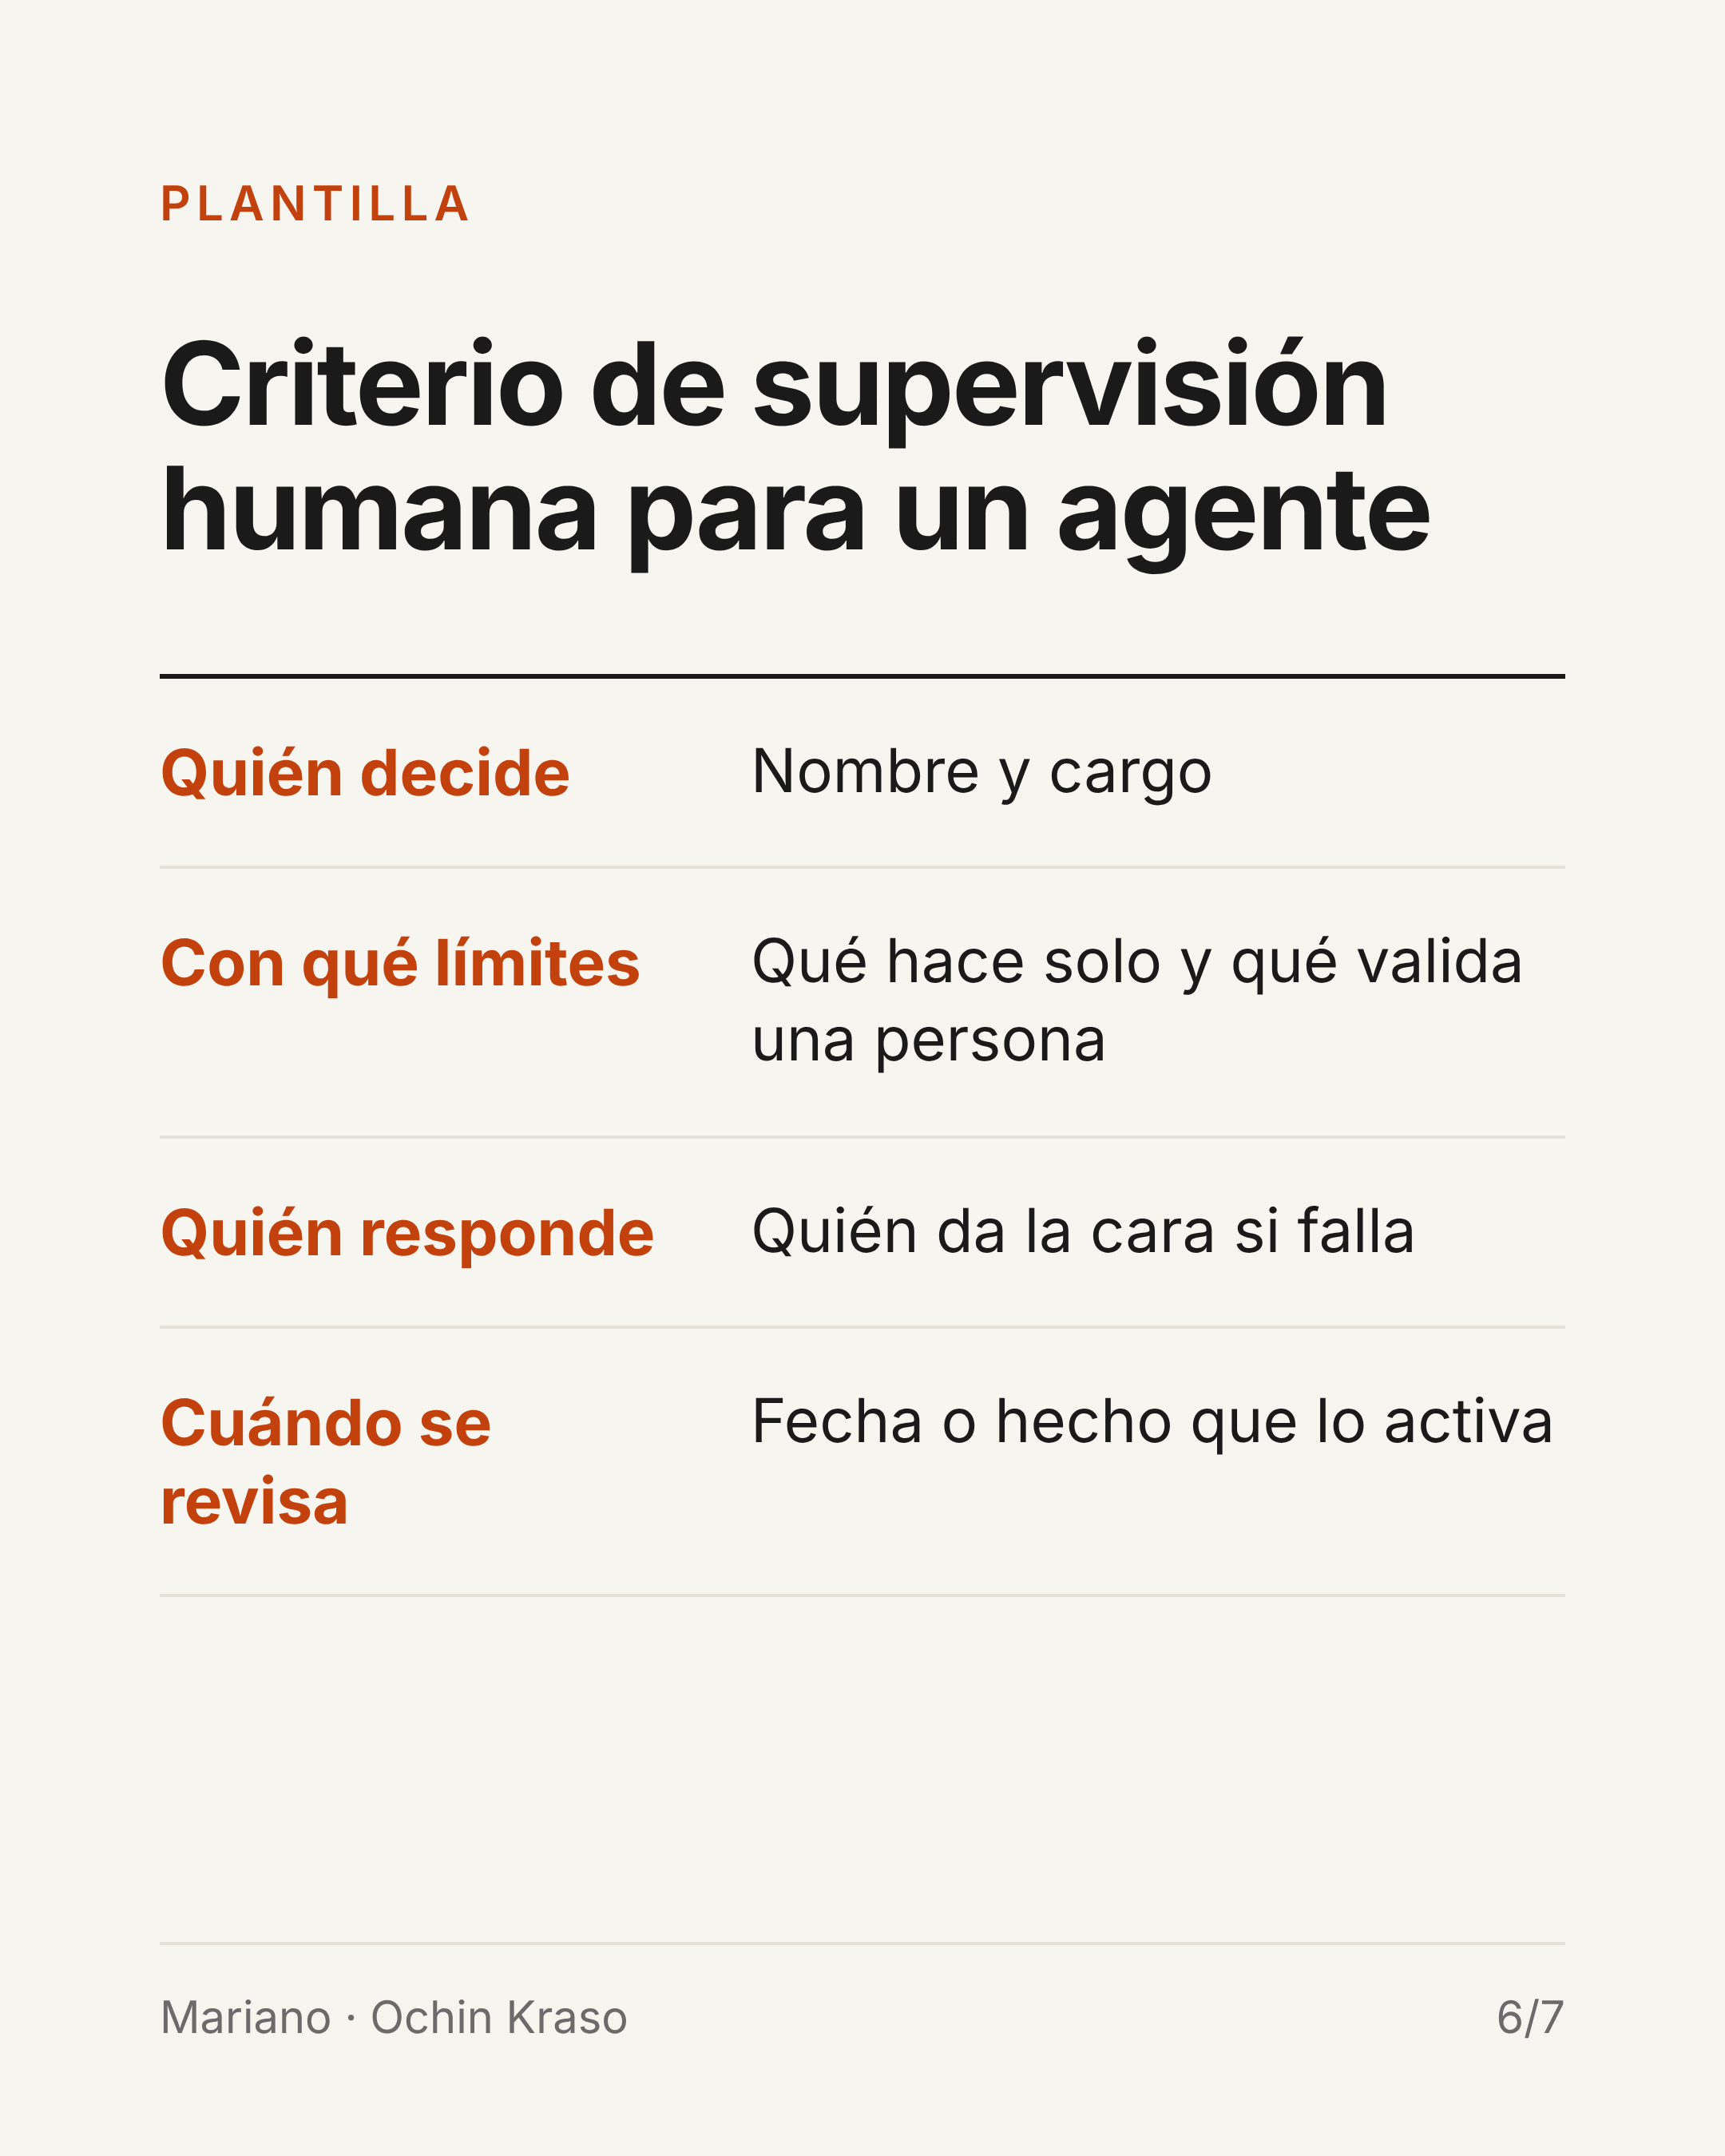 PLANTILLA
Criterio de supervisión
humana para un agente
Quién decide
Nombre y cargo
Con qué límites
Qué hace solo y qué valida
una persona
Quién responde
Quién da la cara si falla
Cuándo se
revisa
Fecha o hecho que lo activa
Mariano · Ochin Kraso
6/7